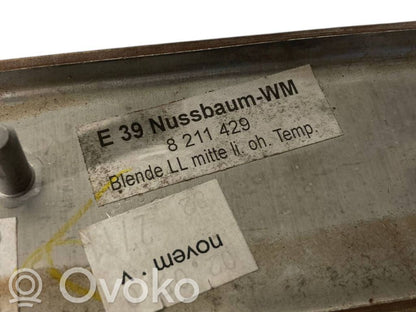 E 39 Nussbaum-WM
8 211 429
Blende LL mitte li. oh. Temp.
novem · v
OVOKO